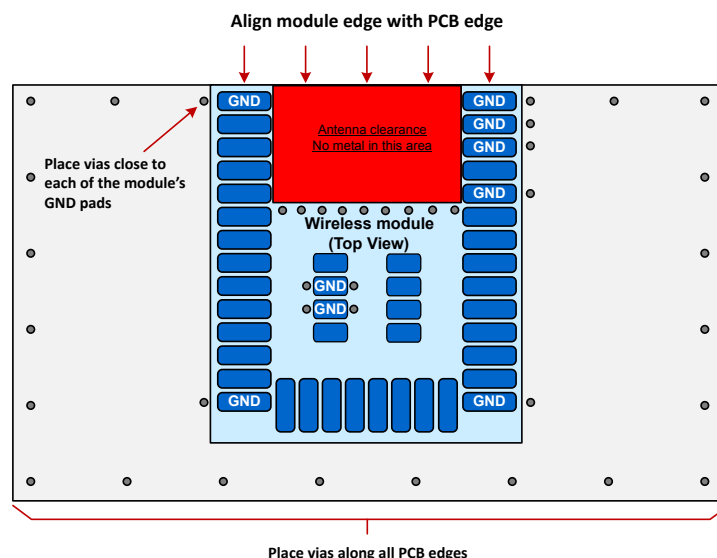 Align module edge with PCB edge
GND
GND
GND
Antenna clearance
No metal in this area
GND
Place vias close to
each of the module's
GND pads
GND
Wireless module
(Top View)
GND
GND
GND
GND
Place vias along all PCB edges